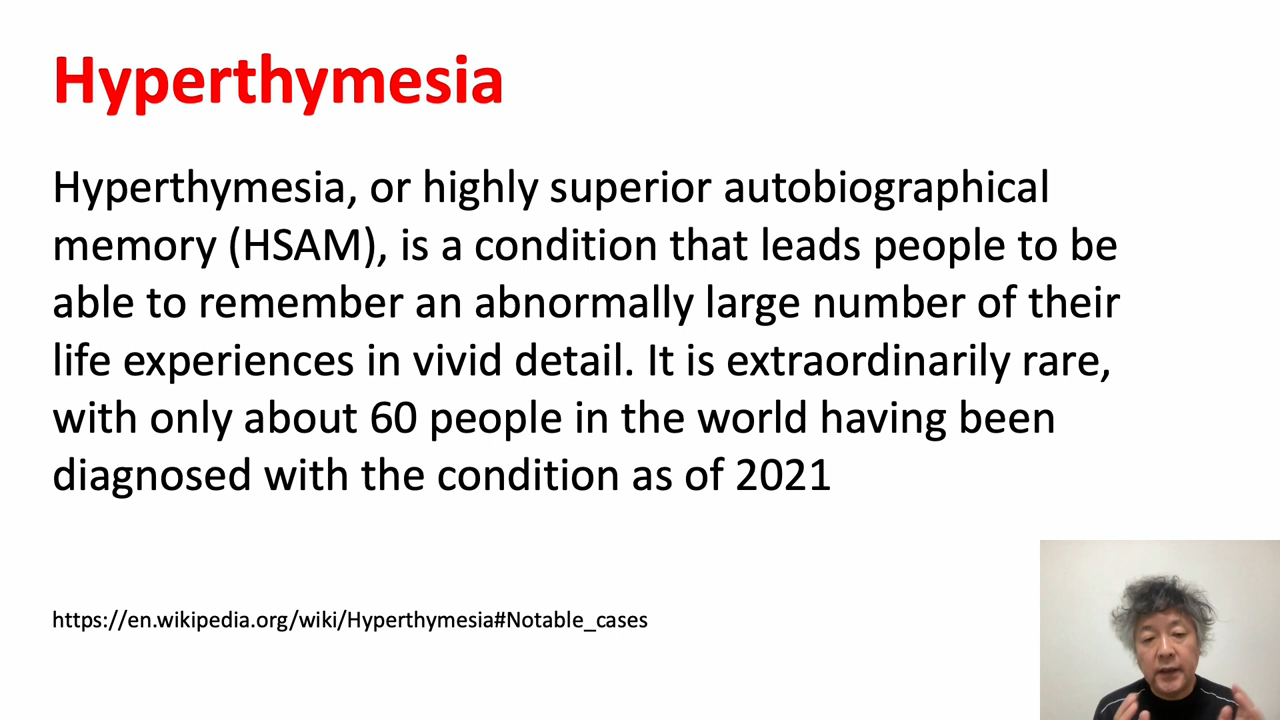 Hyperthymesia
Hyperthymesia, or highly superior autobiographical
memory (HSAM), is a condition that leads people to be
able to remember an abnormally large number of their
life experiences in vivid detail. It is extraordinarily rare,
with only about 60 people in the world having been
diagnosed with the condition as of 2021
https://en.wikipedia.org/wiki/Hyperthymesia#Notable_cases